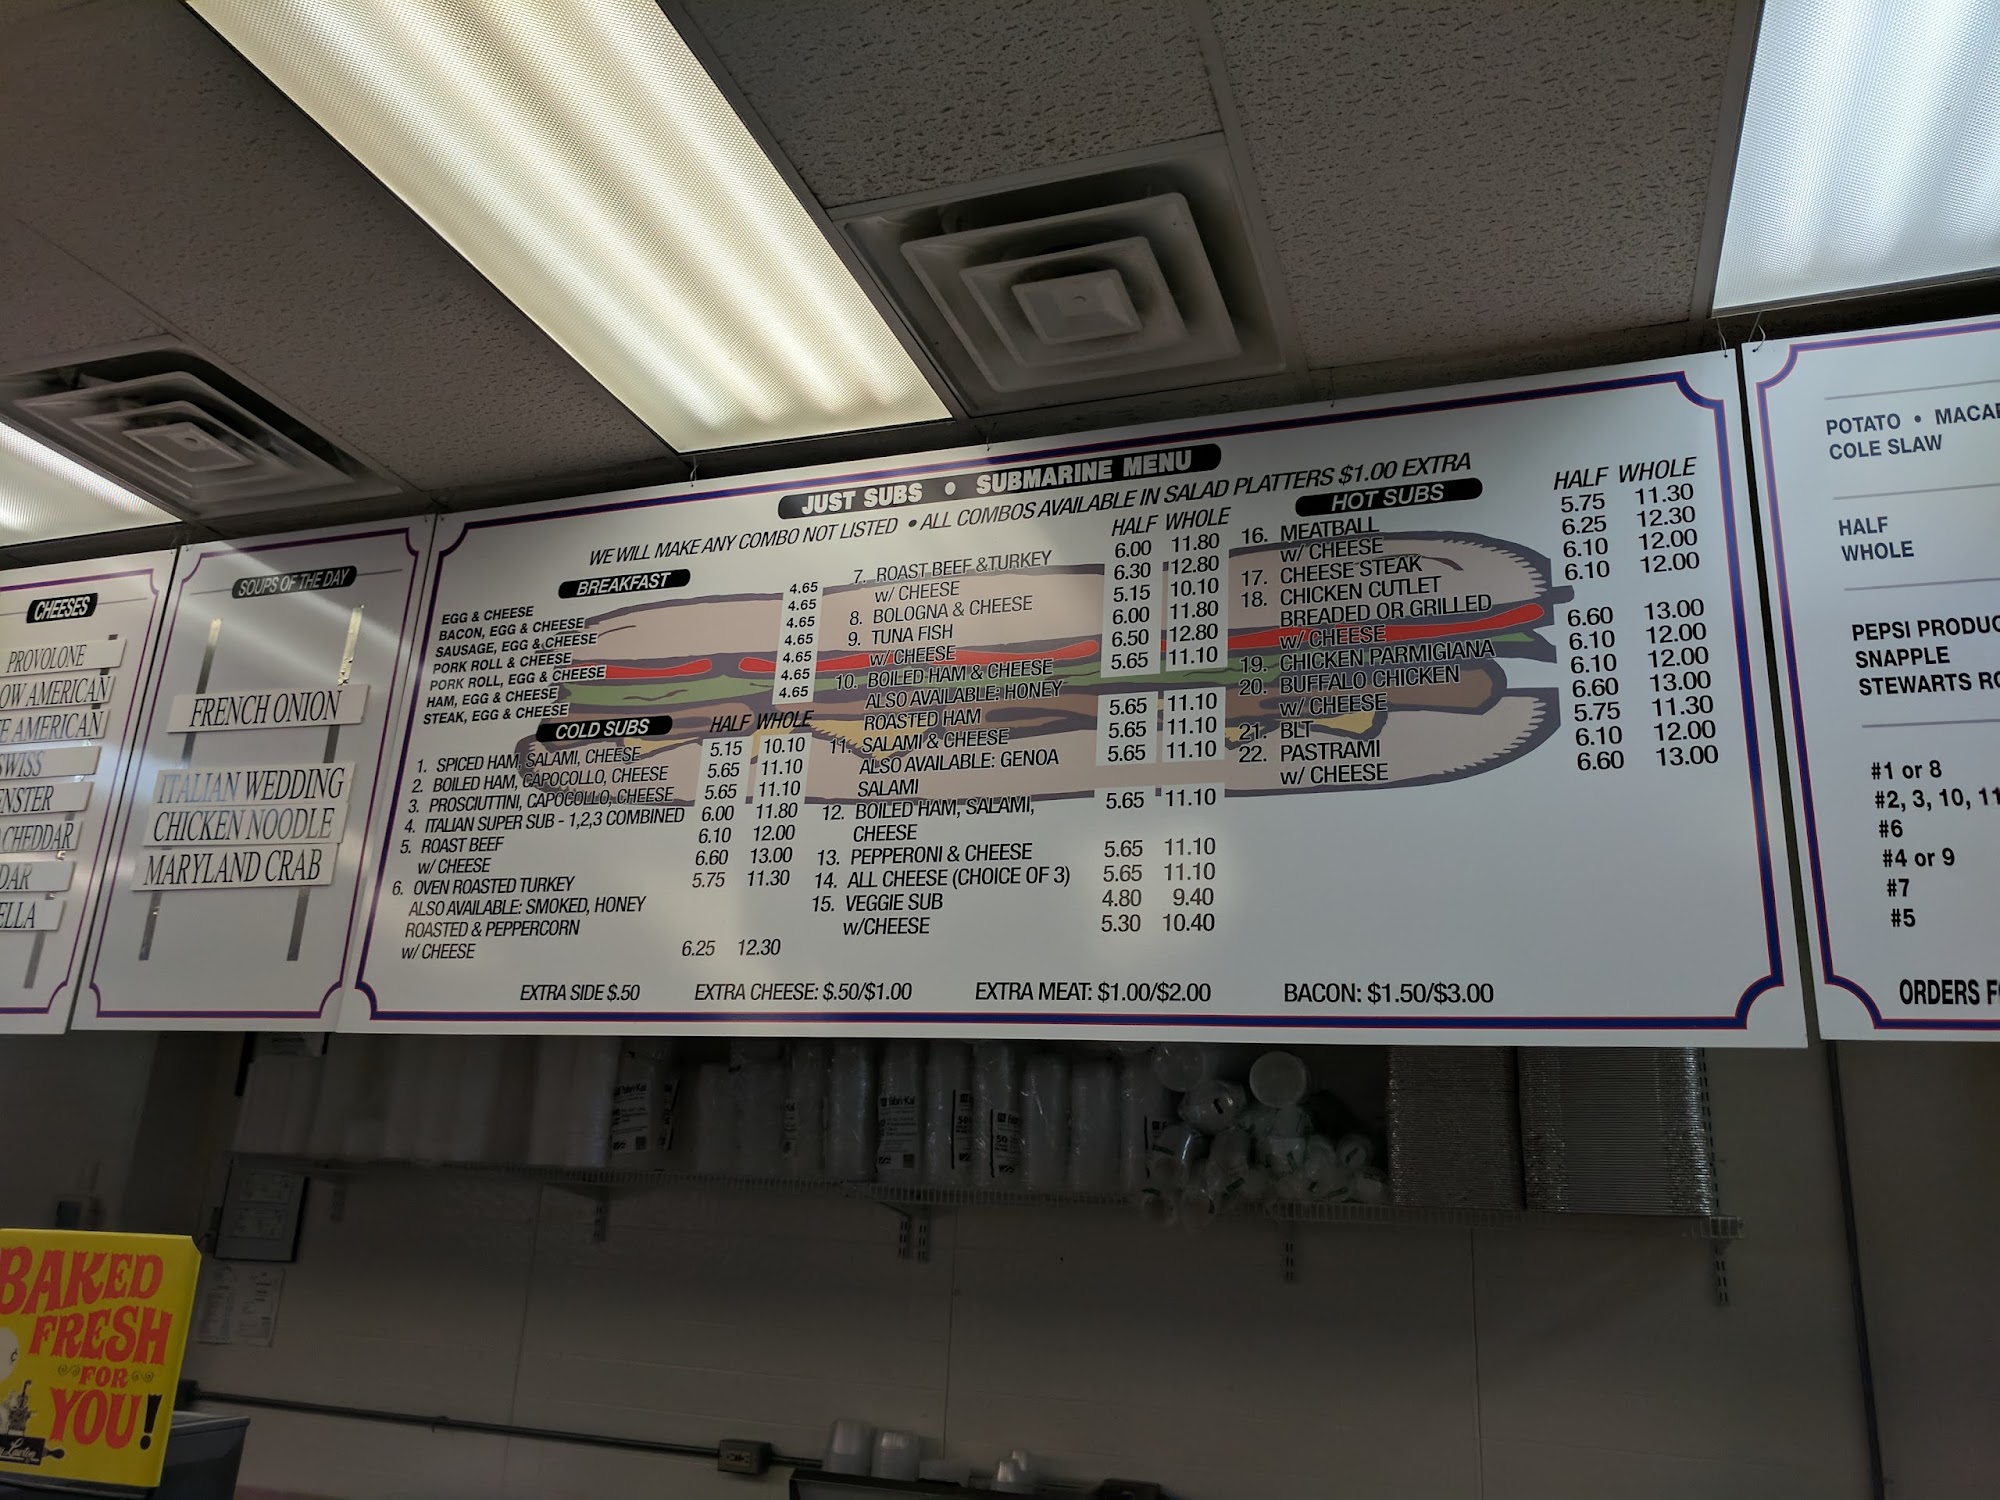 CHEESES
PROVOLONE
OW AMERICAN
E AMERICAN
SWISS
ENSTER
CHEDDAR
DAR
ELLA
SOUPS OF THE DAY
FRENCH ONION
ITALIAN WEDDING
CHICKEN NOODLE
MARYLAND CRAB
JUST SUBS • SUBMARINE MENU
WE WILL MAKE ANY COMBO NOT LISTED • ALL COMBOS AVAILABLE IN SALAD PLATTERS $1.00 EXTRA
BREAKFAST
EGG & CHEESE 4.65
BACON, EGG & CHEESE 4.65
SAUSAGE, EGG & CHEESE 4.65
PORK ROLL & CHEESE 4.65
PORK ROLL, EGG & CHEESE 4.65
HAM, EGG & CHEESE 4.65
STEAK, EGG & CHEESE 4.65
COLD SUBS HALF WHOLE
1. SPICED HAM, SALAMI, CHEESE 5.15 10.10
2. BOILED HAM, CAPOCOLLO, CHEESE 5.65 11.10
3. PROSCIUTTINI, CAPOCOLLO, CHEESE 5.65 11.10
4. ITALIAN SUPER SUB - 1,2,3 COMBINED 6.00 11.80
5. ROAST BEEF 6.10 12.00
w/ CHEESE 6.60 13.00
6. OVEN ROASTED TURKEY 5.75 11.30
ALSO AVAILABLE: SMOKED, HONEY
ROASTED & PEPPERCORN
w/ CHEESE 6.25 12.30
HALF WHOLE
7. ROAST BEEF & TURKEY 6.00 11.80
w/ CHEESE 6.30 12.80
8. BOLOGNA & CHEESE 5.15 10.10
9. TUNA FISH 6.00 11.80
w/ CHEESE 6.50 12.80
10. BOILED HAM & CHEESE 5.65 11.10
ALSO AVAILABLE: HONEY
ROASTED HAM 5.65 11.10
11. SALAMI & CHEESE 5.65 11.10
ALSO AVAILABLE: GENOA 5.65 11.10
SALAMI
12. BOILED HAM, SALAMI, 5.65 11.10
CHEESE
13. PEPPERONI & CHEESE 5.65 11.10
14. ALL CHEESE (CHOICE OF 3) 5.65 11.10
15. VEGGIE SUB 4.80 9.40
w/CHEESE 5.30 10.40
HOT SUBS HALF WHOLE
16. MEATBALL 5.75 11.30
w/ CHEESE 6.25 12.30
17. CHEESE STEAK 6.10 12.00
18. CHICKEN CUTLET 6.10 12.00
BREADED OR GRILLED
w/ CHEESE 6.60 13.00
19. CHICKEN PARMIGIANA 6.10 12.00
20. BUFFALO CHICKEN 6.10 12.00
w/ CHEESE 6.60 13.00
21. BLT 5.75 11.30
22. PASTRAMI 6.10 12.00
w/ CHEESE 6.60 13.00
EXTRA SIDE $.50 EXTRA CHEESE: $.50/$1.00 EXTRA MEAT: $1.00/$2.00 BACON: $1.50/$3.00
POTATO • MACAR
COLE SLAW
HALF
WHOLE
PEPSI PRODUC
SNAPPLE
STEWARTS RO
#1 or 8
#2, 3, 10, 11
#6
#4 or 9
#7
#5
ORDERS F
BAKED
FRESH
FOR
YOU!